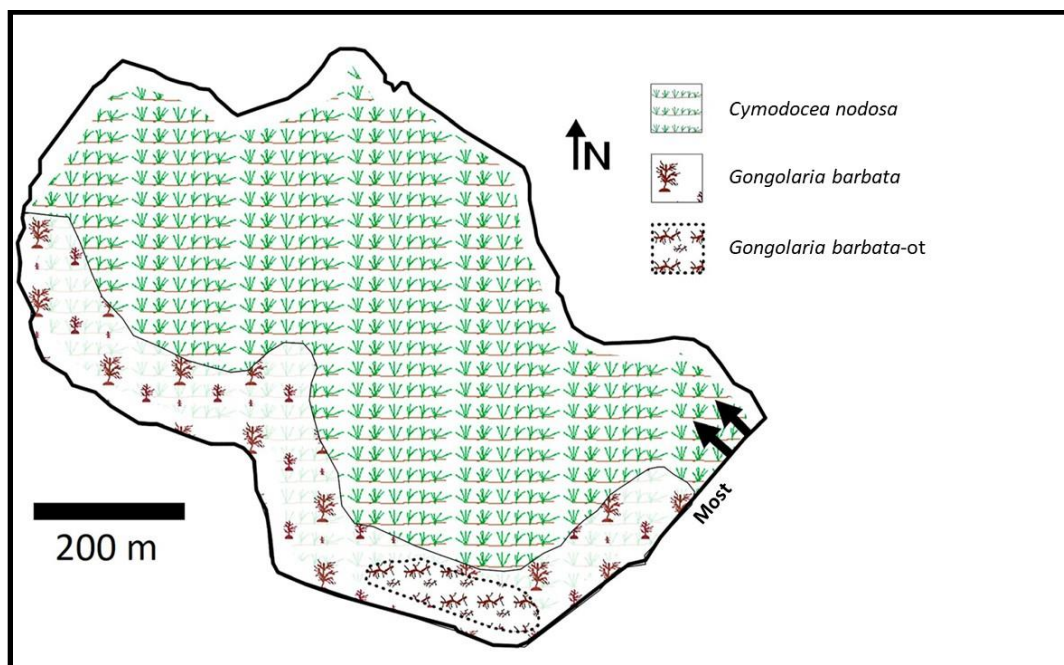 Cymodocea nodosa
N
Gongolaria barbata
Gongolaria barbata-ot
Most
200 m